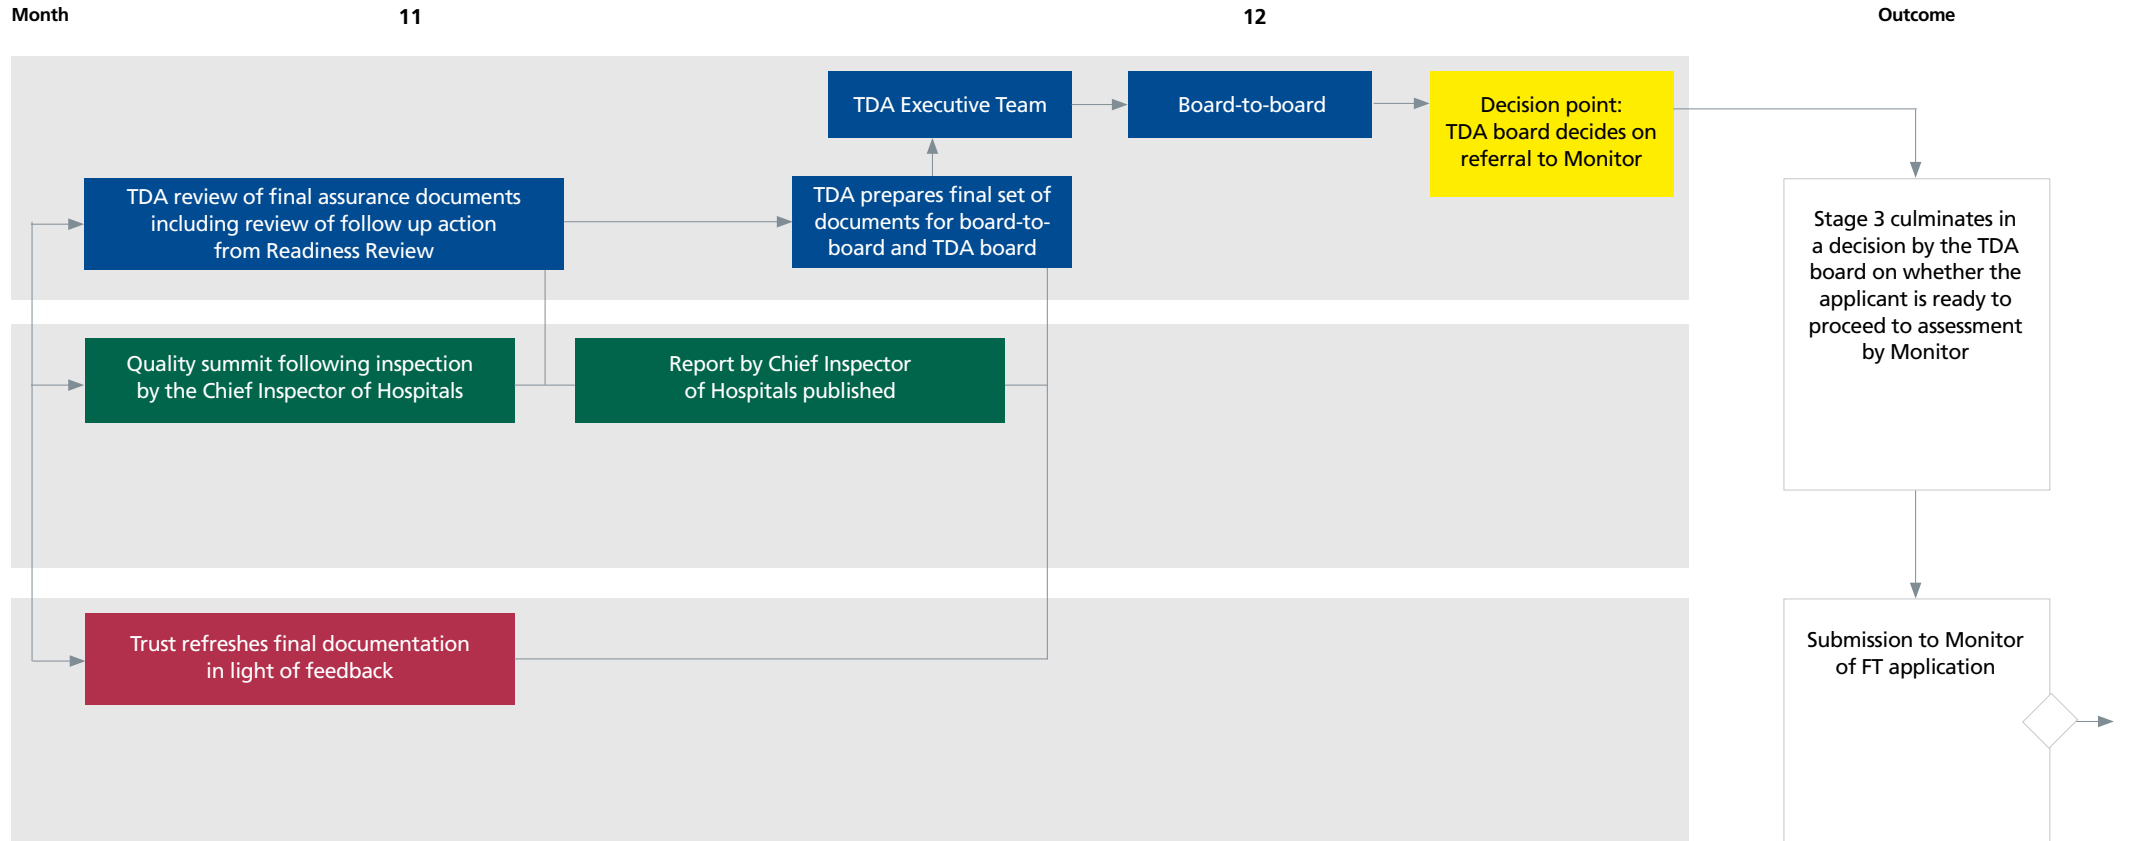 Month
11
12
Outcome
TDA Executive Team
Board-to-board
Decision point:
TDA board decides on
referral to Monitor
TDA review of final assurance documents
including review of follow up action
from Readiness Review
TDA prepares final set of
documents for board-to-
board and TDA board
Stage 3 culminates in
a decision by the TDA
board on whether the
applicant is ready to
proceed to assessment
by Monitor
Quality summit following inspection
by the Chief Inspector of Hospitals
Report by Chief Inspector
of Hospitals published
Trust refreshes final documentation
in light of feedback
Submission to Monitor
of FT application